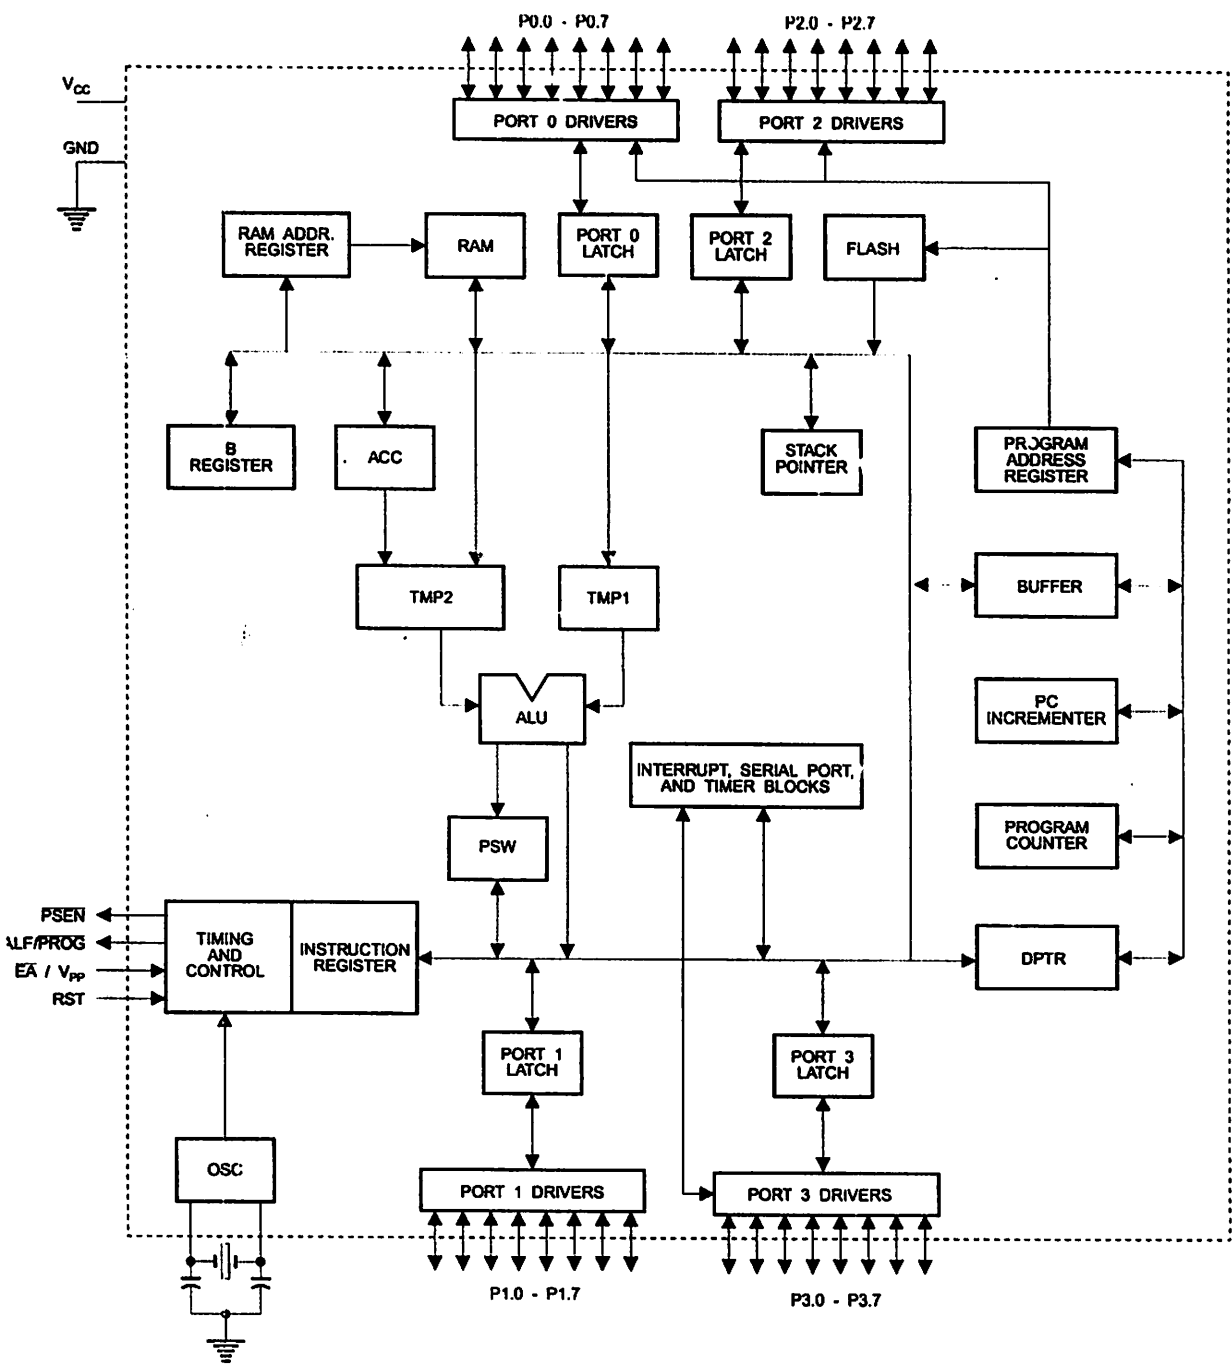 P0.0 - P0.7
P2.0 - P2.7
VCC
GND
PORT 0 DRIVERS
PORT 2 DRIVERS
RAM ADDR.
REGISTER
RAM
PORT 0
LATCH
PORT 2
LATCH
FLASH
B
REGISTER
ACC
STACK
POINTER
PROGRAM
ADDRESS
REGISTER
TMP2
TMP1
BUFFER
ALU
PC
INCREMENTER
INTERRUPT, SERIAL PORT,
AND TIMER BLOCKS
PSW
PROGRAM
COUNTER
PSEN
ALF/PROG
EA / VPP
RST
TIMING
AND
CONTROL
INSTRUCTION
REGISTER
DPTR
PORT 1
LATCH
PORT 3
LATCH
OSC
PORT 1 DRIVERS
PORT 3 DRIVERS
P1.0 - P1.7
P3.0 - P3.7